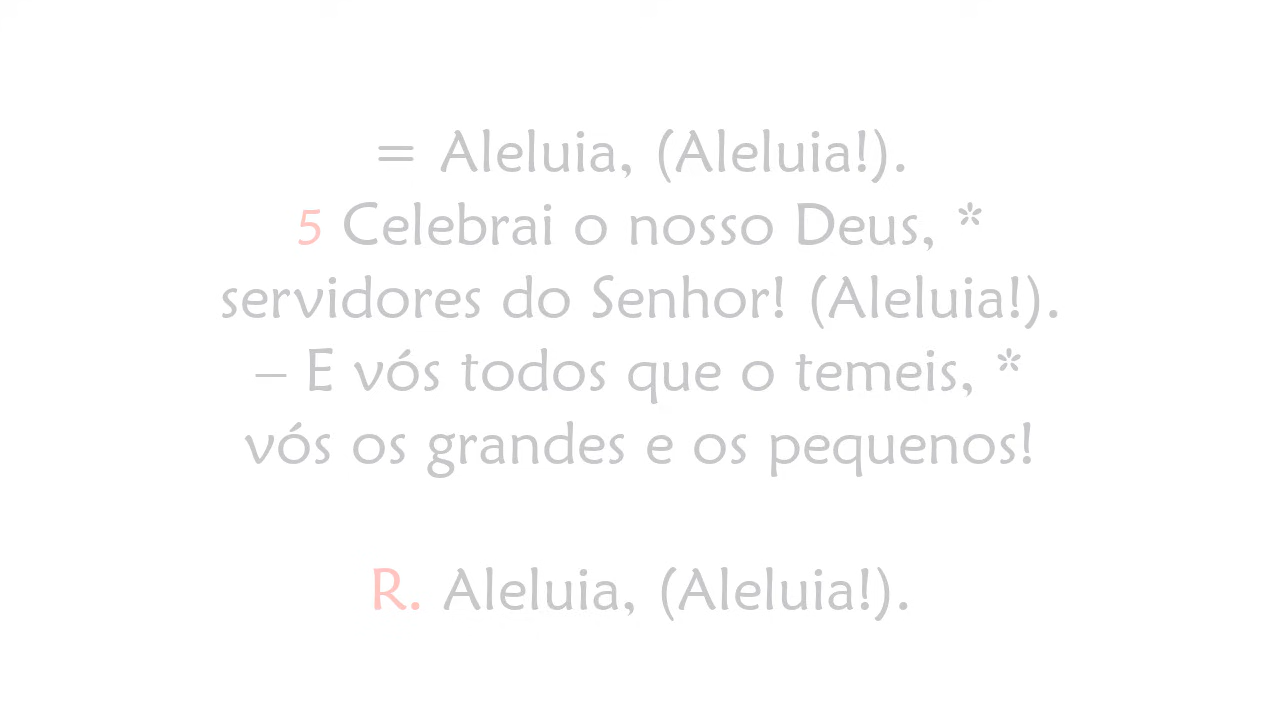 = Aleluia, (Aleluia!).
5 Celebrai o nosso Deus, *
servidores do Senhor! (Aleluia!).
– E vós todos que o temeis, *
vós os grandes e os pequenos!
R. Aleluia, (Aleluia!).